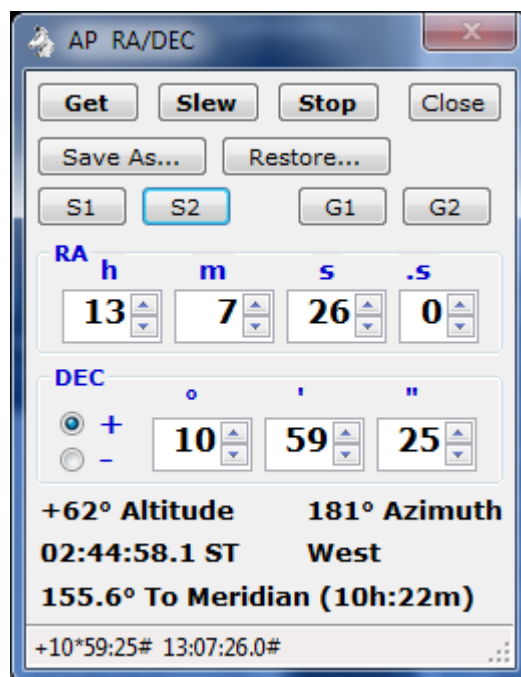 AP RA/DEC
Get Slew Stop Close
Save As... Restore...
S1 S2 G1 G2
RA
h m s .s
13 7 26 0
DEC
° ' "
+ 10 59 25
-
+62° Altitude 181° Azimuth
02:44:58.1 ST West
155.6° To Meridian (10h:22m)
+10*59:25# 13:07:26.0#